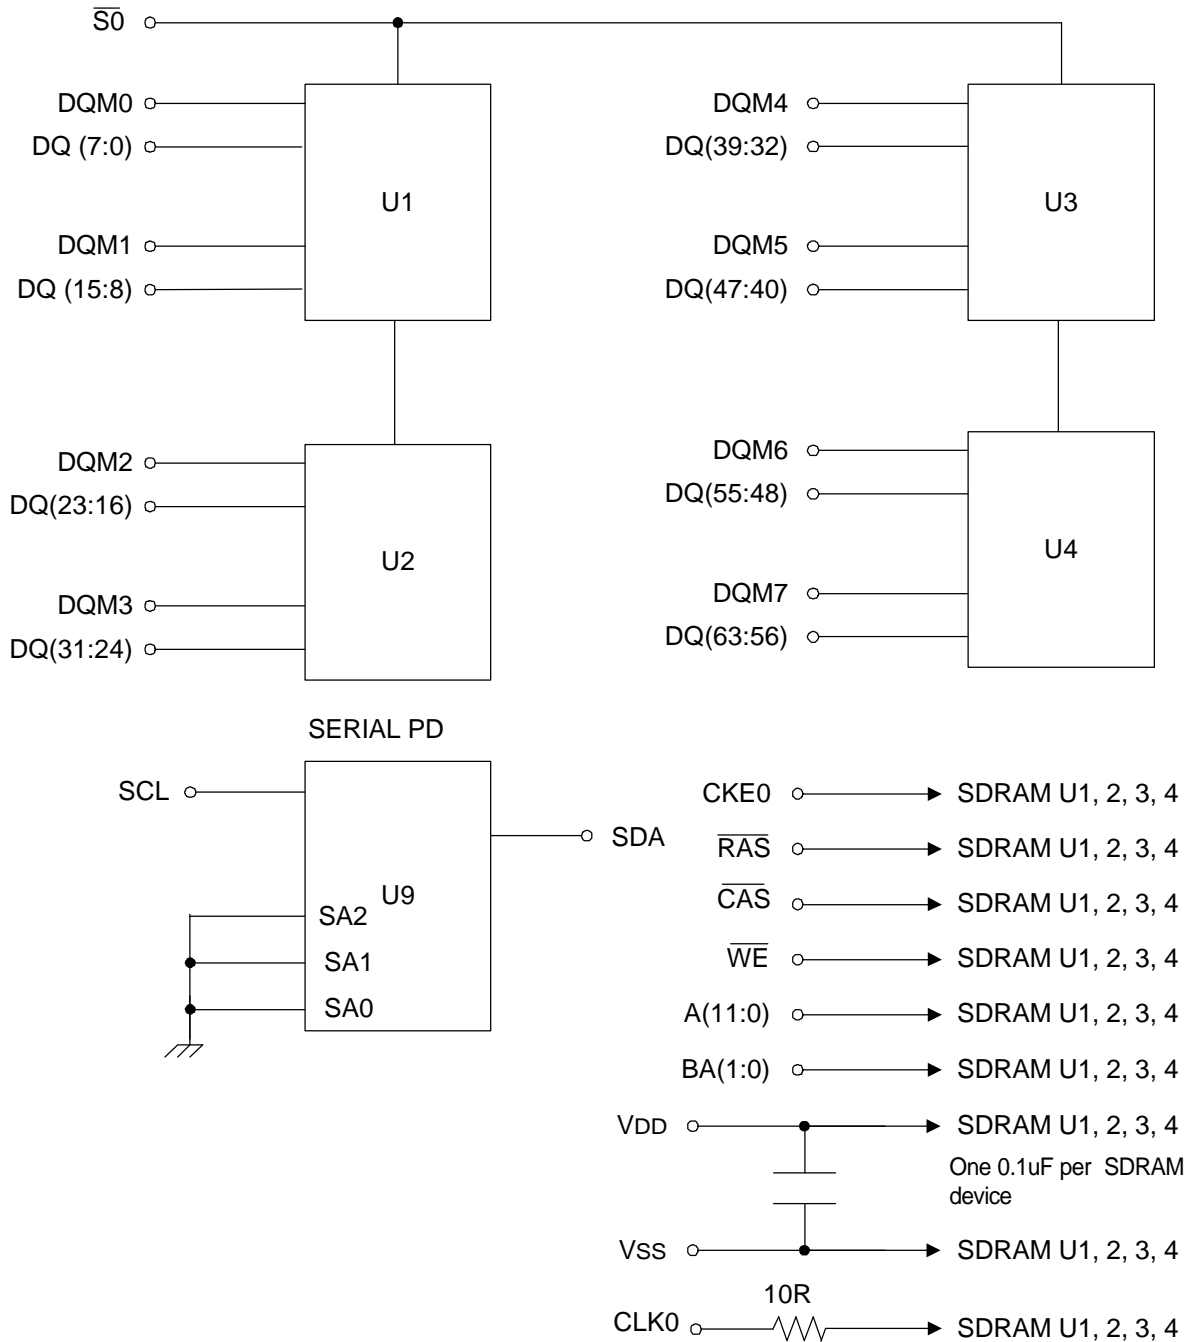 S0
DQM0
DQ (7:0)
U1
DQM1
DQ (15:8)
DQM4
DQ(39:32)
U3
DQM5
DQ(47:40)
DQM2
DQ(23:16)
U2
DQM3
DQ(31:24)
DQM6
DQ(55:48)
U4
DQM7
DQ(63:56)
SERIAL PD
SCL
U9
SA2
SA1
SA0
SDA
CKE0 SDRAM U1, 2, 3, 4
RAS SDRAM U1, 2, 3, 4
CAS SDRAM U1, 2, 3, 4
WE SDRAM U1, 2, 3, 4
A(11:0) SDRAM U1, 2, 3, 4
BA(1:0) SDRAM U1, 2, 3, 4
VDD SDRAM U1, 2, 3, 4
One 0.1uF per SDRAM
device
VSS SDRAM U1, 2, 3, 4
10R
CLK0 SDRAM U1, 2, 3, 4